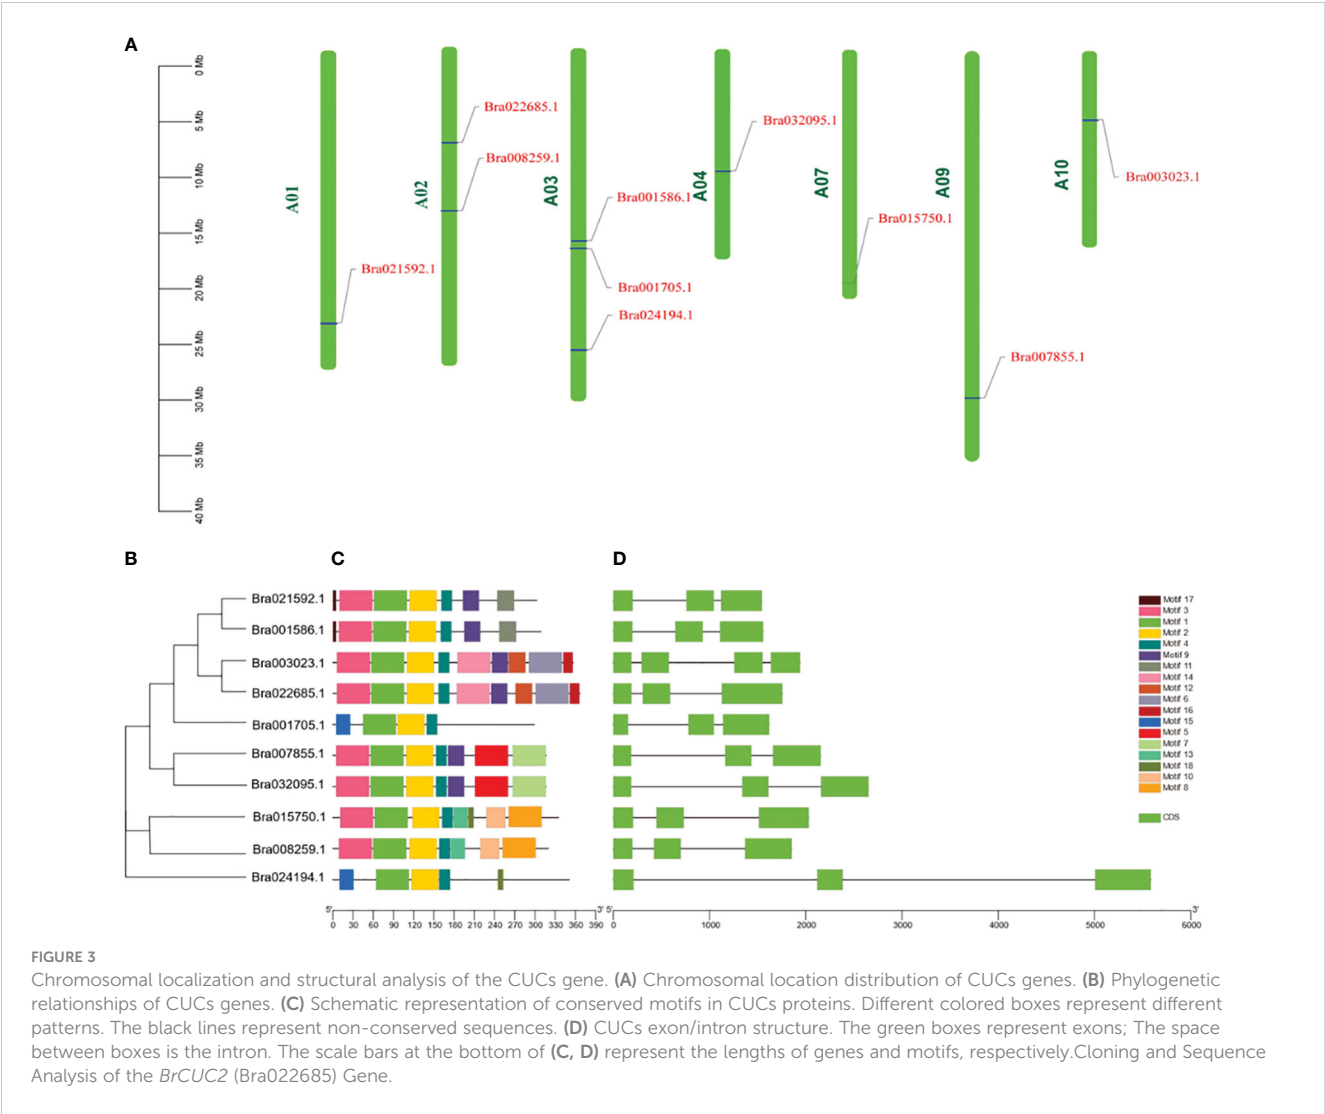 A
0 Mb
5 Mb
10 Mb
15 Mb
20 Mb
25 Mb
30 Mb
35 Mb
40 Mb
A01
Bra021592.1
A02
Bra022685.1
Bra008259.1
A03
Bra001586.1
Bra001705.1
Bra024194.1
A04
Bra032095.1
A07
Bra015750.1
A09
Bra007855.1
A10
Bra003023.1
B
Bra021592.1
Bra001586.1
Bra003023.1
Bra022685.1
Bra001705.1
Bra007855.1
Bra032095.1
Bra015750.1
Bra008259.1
Bra024194.1
C
5' 3'
0 30 60 90 120 150 180 210 240 270 300 330 360 390
D
5' 3'
0 1000 2000 3000 4000 5000 6000
Motif 17
Motif 3
Motif 1
Motif 2
Motif 4
Motif 9
Motif 11
Motif 14
Motif 12
Motif 6
Motif 16
Motif 15
Motif 5
Motif 7
Motif 13
Motif 18
Motif 10
Motif 8
CDS
FIGURE 3
Chromosomal localization and structural analysis of the CUCs gene. (A) Chromosomal location distribution of CUCs genes. (B) Phylogenetic
relationships of CUCs genes. (C) Schematic representation of conserved motifs in CUCs proteins. Different colored boxes represent different
patterns. The black lines represent non-conserved sequences. (D) CUCs exon/intron structure. The green boxes represent exons; The space
between boxes is the intron. The scale bars at the bottom of (C, D) represent the lengths of genes and motifs, respectively.Cloning and Sequence
Analysis of the BrCUC2 (Bra022685) Gene.